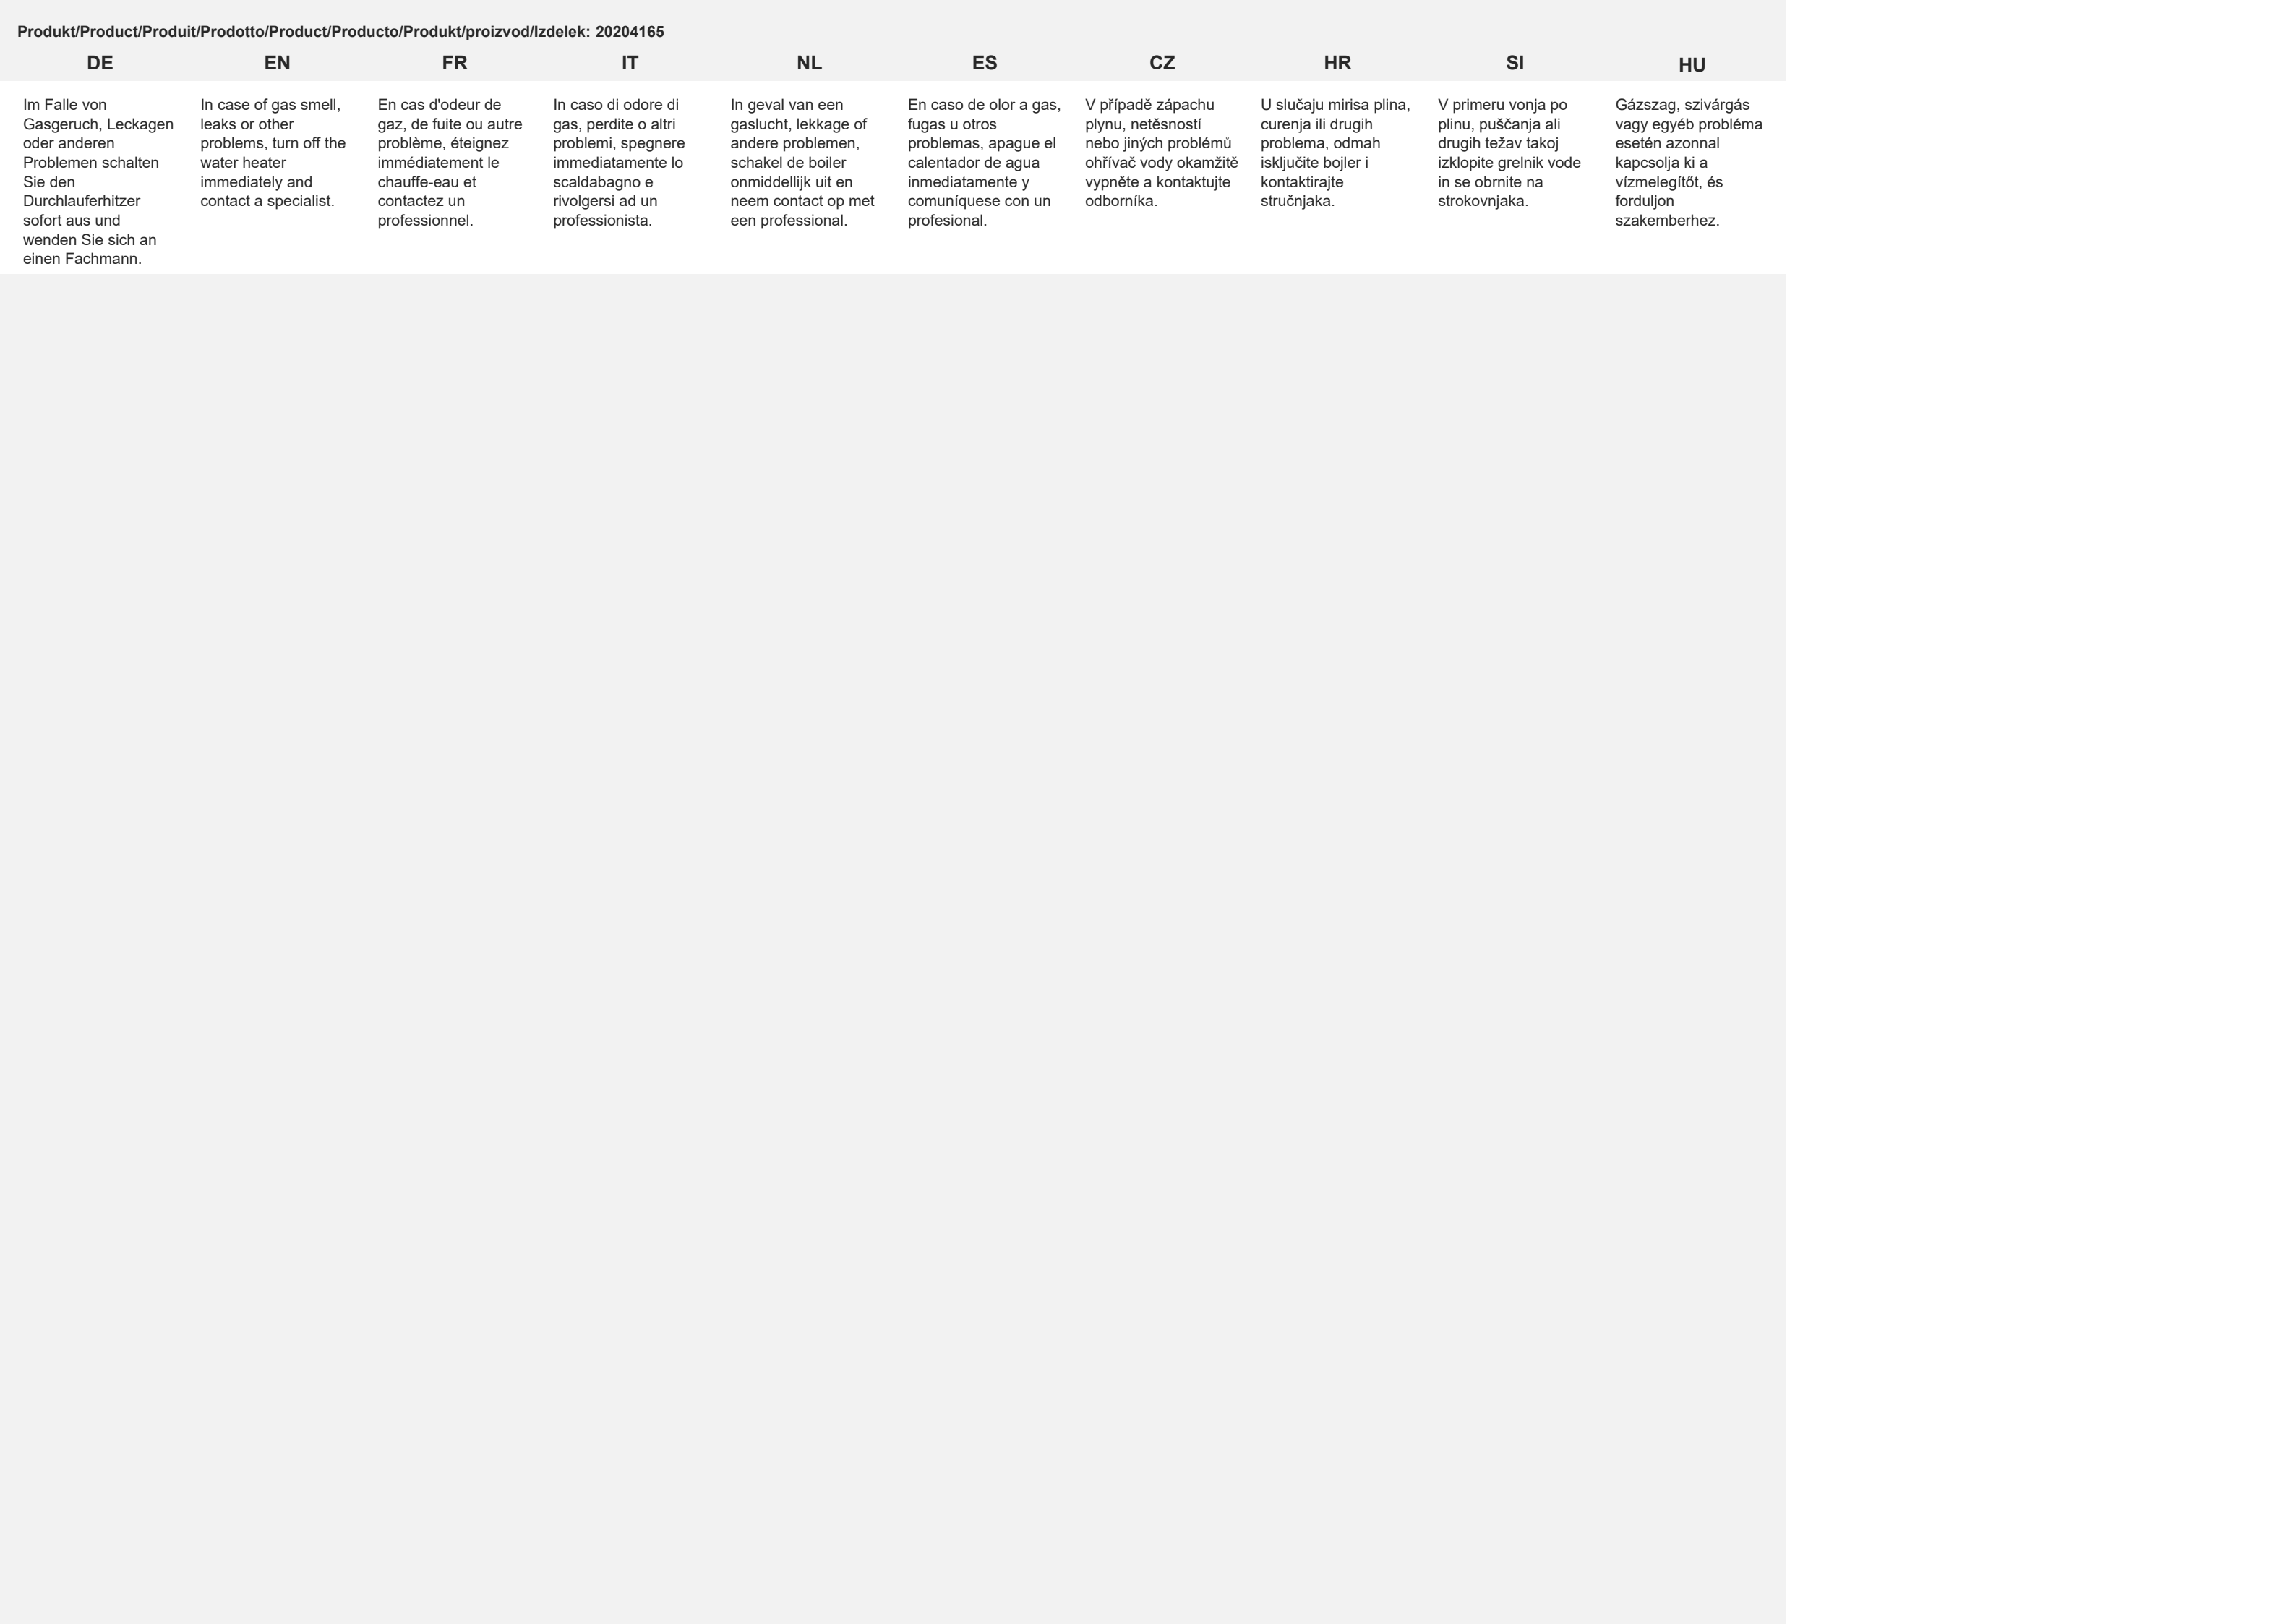 Produkt/Product/Produit/Prodotto/Product/Producto/Produkt/proizvod/Izdelek: 20204165
DE
EN
FR
IT
NL
ES
CZ
HR
SI
HU
Im Falle von
Gasgeruch, Leckagen
oder anderen
Problemen schalten
Sie den
Durchlauferhitzer
sofort aus und
wenden Sie sich an
einen Fachmann.
In case of gas smell,
leaks or other
problems, turn off the
water heater
immediately and
contact a specialist.
En cas d'odeur de
gaz, de fuite ou autre
problème, éteignez
immédiatement le
chauffe-eau et
contactez un
professionnel.
In caso di odore di
gas, perdite o altri
problemi, spegnere
immediatamente lo
scaldabagno e
rivolgersi ad un
professionista.
In geval van een
gaslucht, lekkage of
andere problemen,
schakel de boiler
onmiddellijk uit en
neem contact op met
een professional.
En caso de olor a gas,
fugas u otros
problemas, apague el
calentador de agua
inmediatamente y
comuníquese con un
profesional.
V případě zápachu
plynu, netěsností
nebo jiných problémů
ohřívač vody okamžitě
vypněte a kontaktujte
odborníka.
U slučaju mirisa plina,
curenja ili drugih
problema, odmah
isključite bojler i
kontaktirajte
stručnjaka.
V primeru vonja po
plinu, puščanja ali
drugih težav takoj
izklopite grelnik vode
in se obrnite na
strokovnjaka.
Gázszag, szivárgás
vagy egyéb probléma
esetén azonnal
kapcsolja ki a
vízmelegítőt, és
forduljon
szakemberhez.